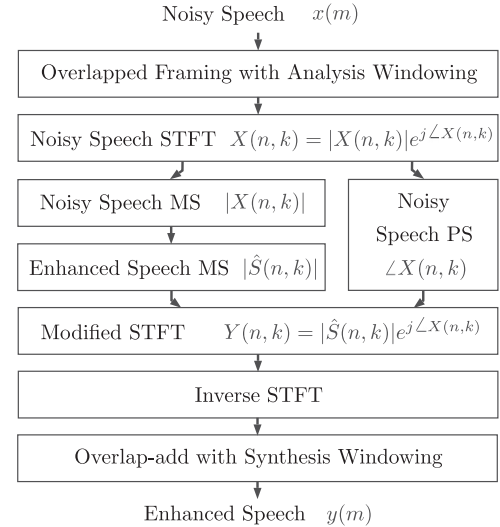 Noisy Speech x(m)
Overlapped Framing with Analysis Windowing
Noisy Speech STFT X(n, k) = |X(n, k)|e^{j∠X(n,k)}
Noisy Speech MS |X(n, k)|
Noisy
Speech PS
∠X(n, k)
Enhanced Speech MS |Ŝ(n, k)|
Modified STFT Y(n, k) = |Ŝ(n, k)|e^{j∠X(n,k)}
Inverse STFT
Overlap-add with Synthesis Windowing
Enhanced Speech y(m)